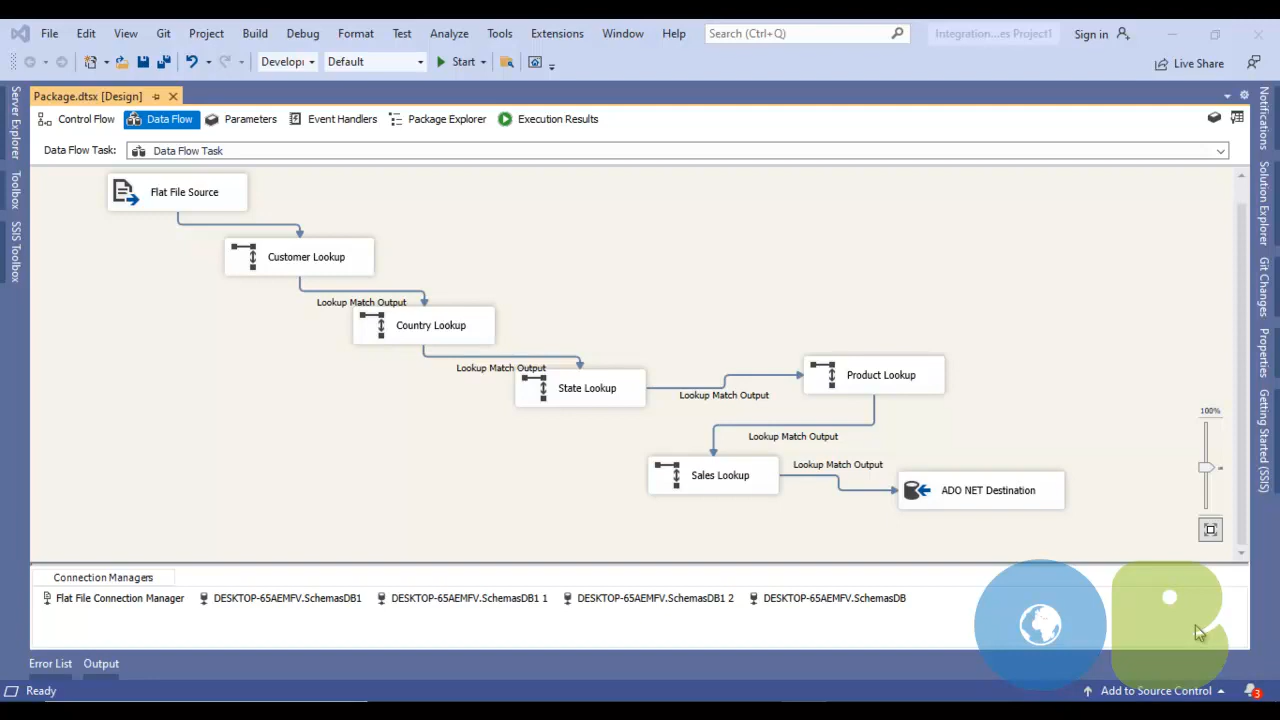 File Edit View Git Project Build Debug Format Test Analyze Tools Extensions Window Help Search (Ctrl+Q) Integration...es Project1 Sign in
Developi Default Start Live Share
Package.dtsx [Design]
Control Flow Data Flow Parameters Event Handlers Package Explorer Execution Results
Data Flow Task: Data Flow Task
Server Explorer
Toolbox
SSIS Toolbox
Flat File Source
Customer Lookup
Lookup Match Output
Country Lookup
Lookup Match Output
State Lookup
Lookup Match Output
Product Lookup
Lookup Match Output
Sales Lookup
Lookup Match Output
ADO NET Destination
100%
Notifications
Solution Explorer
Git Changes
Properties
Getting Started (SSIS)
Connection Managers
Flat File Connection Manager DESKTOP-65AEMFV.SchemasDB1 DESKTOP-65AEMFV.SchemasDB1 1 DESKTOP-65AEMFV.SchemasDB1 2 DESKTOP-65AEMFV.SchemasDB
Error List Output
Ready Add to Source Control 3